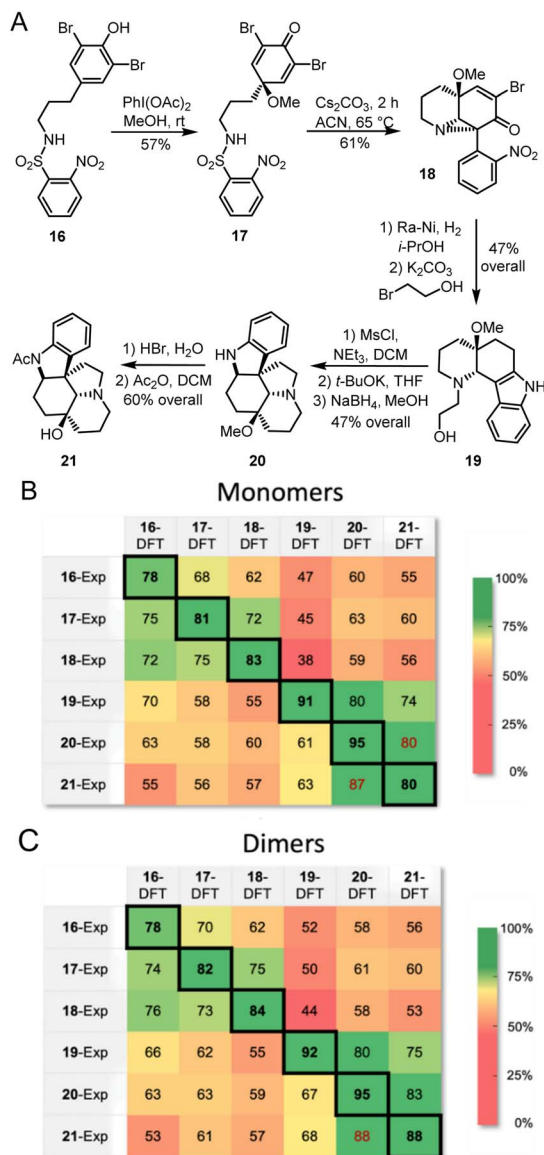 A
Br
OH
Br
NH
O2S
NO2
16
PhI(OAc)2
MeOH, rt
57%
Br
O
Br
OMe
NH
O2S
NO2
17
Cs2CO3, 2 h
ACN, 65 °C
61%
OMe
Br
N
O
NO2
18
1) Ra-Ni, H2
i-PrOH
2) K2CO3
Br
OH
47%
overall
OMe
N
NH
OH
19
1) MsCl,
NEt3, DCM
2) t-BuOK, THF
3) NaBH4, MeOH
47% overall
HN
N
MeO
20
1) HBr, H2O
2) Ac2O, DCM
60% overall
AcN
N
HO
21
B
Monomers
16-DFT 17-DFT 18-DFT 19-DFT 20-DFT 21-DFT
16-Exp 78 68 62 47 60 55
17-Exp 75 81 72 45 63 60
18-Exp 72 75 83 38 59 56
19-Exp 70 58 55 91 80 74
20-Exp 63 58 60 61 95 80
21-Exp 55 56 57 63 87 80
100%
75%
50%
25%
0%
C
Dimers
16-DFT 17-DFT 18-DFT 19-DFT 20-DFT 21-DFT
16-Exp 78 70 62 52 58 56
17-Exp 74 82 75 50 61 60
18-Exp 76 73 84 44 58 53
19-Exp 66 62 55 92 80 75
20-Exp 63 63 59 67 95 83
21-Exp 53 61 57 68 88 88
100%
75%
50%
25%
0%